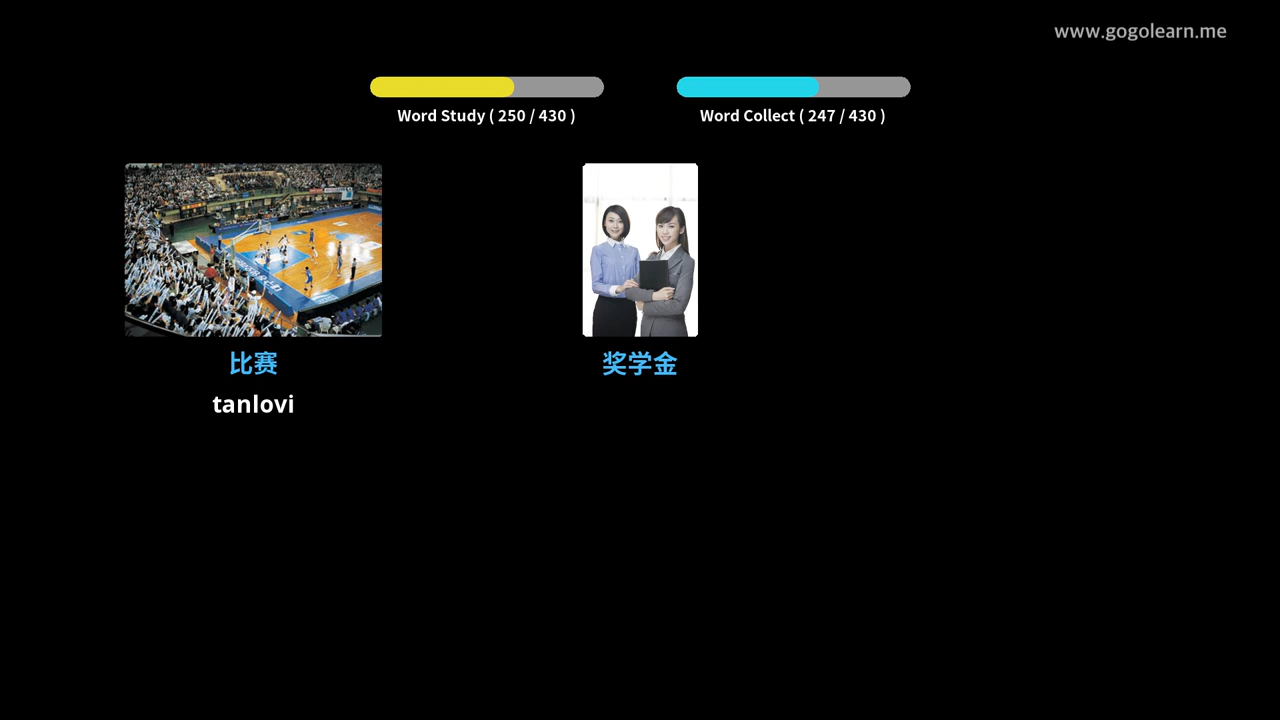 www.gogolearn.me
Word Study ( 250 / 430 )
Word Collect ( 247 / 430 )
比赛
奖学金
tanlovi